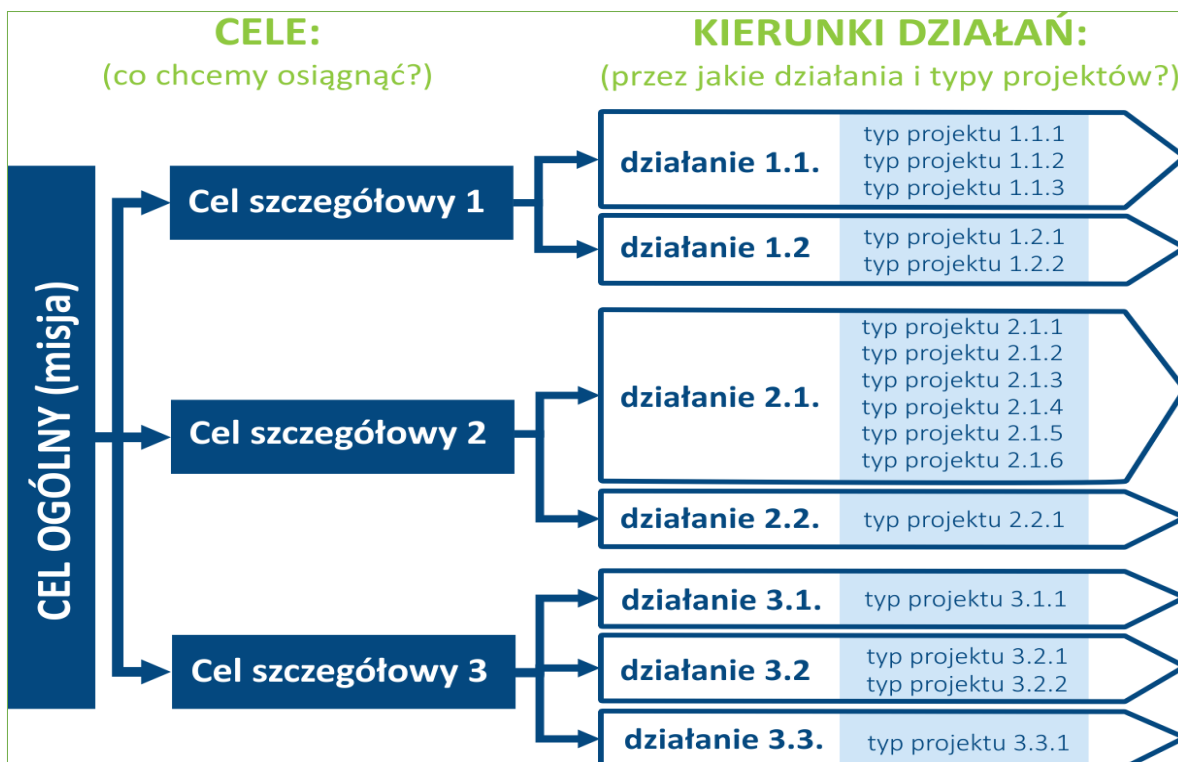 CELE:
(co chcemy osiągnąć?)
KIERUNKI DZIAŁAŃ:
(przez jakie działania i typy projektów?)
CEL OGÓLNY (misja)
Cel szczegółowy 1
działanie 1.1.
typ projektu 1.1.1
typ projektu 1.1.2
typ projektu 1.1.3
działanie 1.2
typ projektu 1.2.1
typ projektu 1.2.2
Cel szczegółowy 2
działanie 2.1.
typ projektu 2.1.1
typ projektu 2.1.2
typ projektu 2.1.3
typ projektu 2.1.4
typ projektu 2.1.5
typ projektu 2.1.6
działanie 2.2.
typ projektu 2.2.1
Cel szczegółowy 3
działanie 3.1.
typ projektu 3.1.1
działanie 3.2
typ projektu 3.2.1
typ projektu 3.2.2
działanie 3.3.
typ projektu 3.3.1